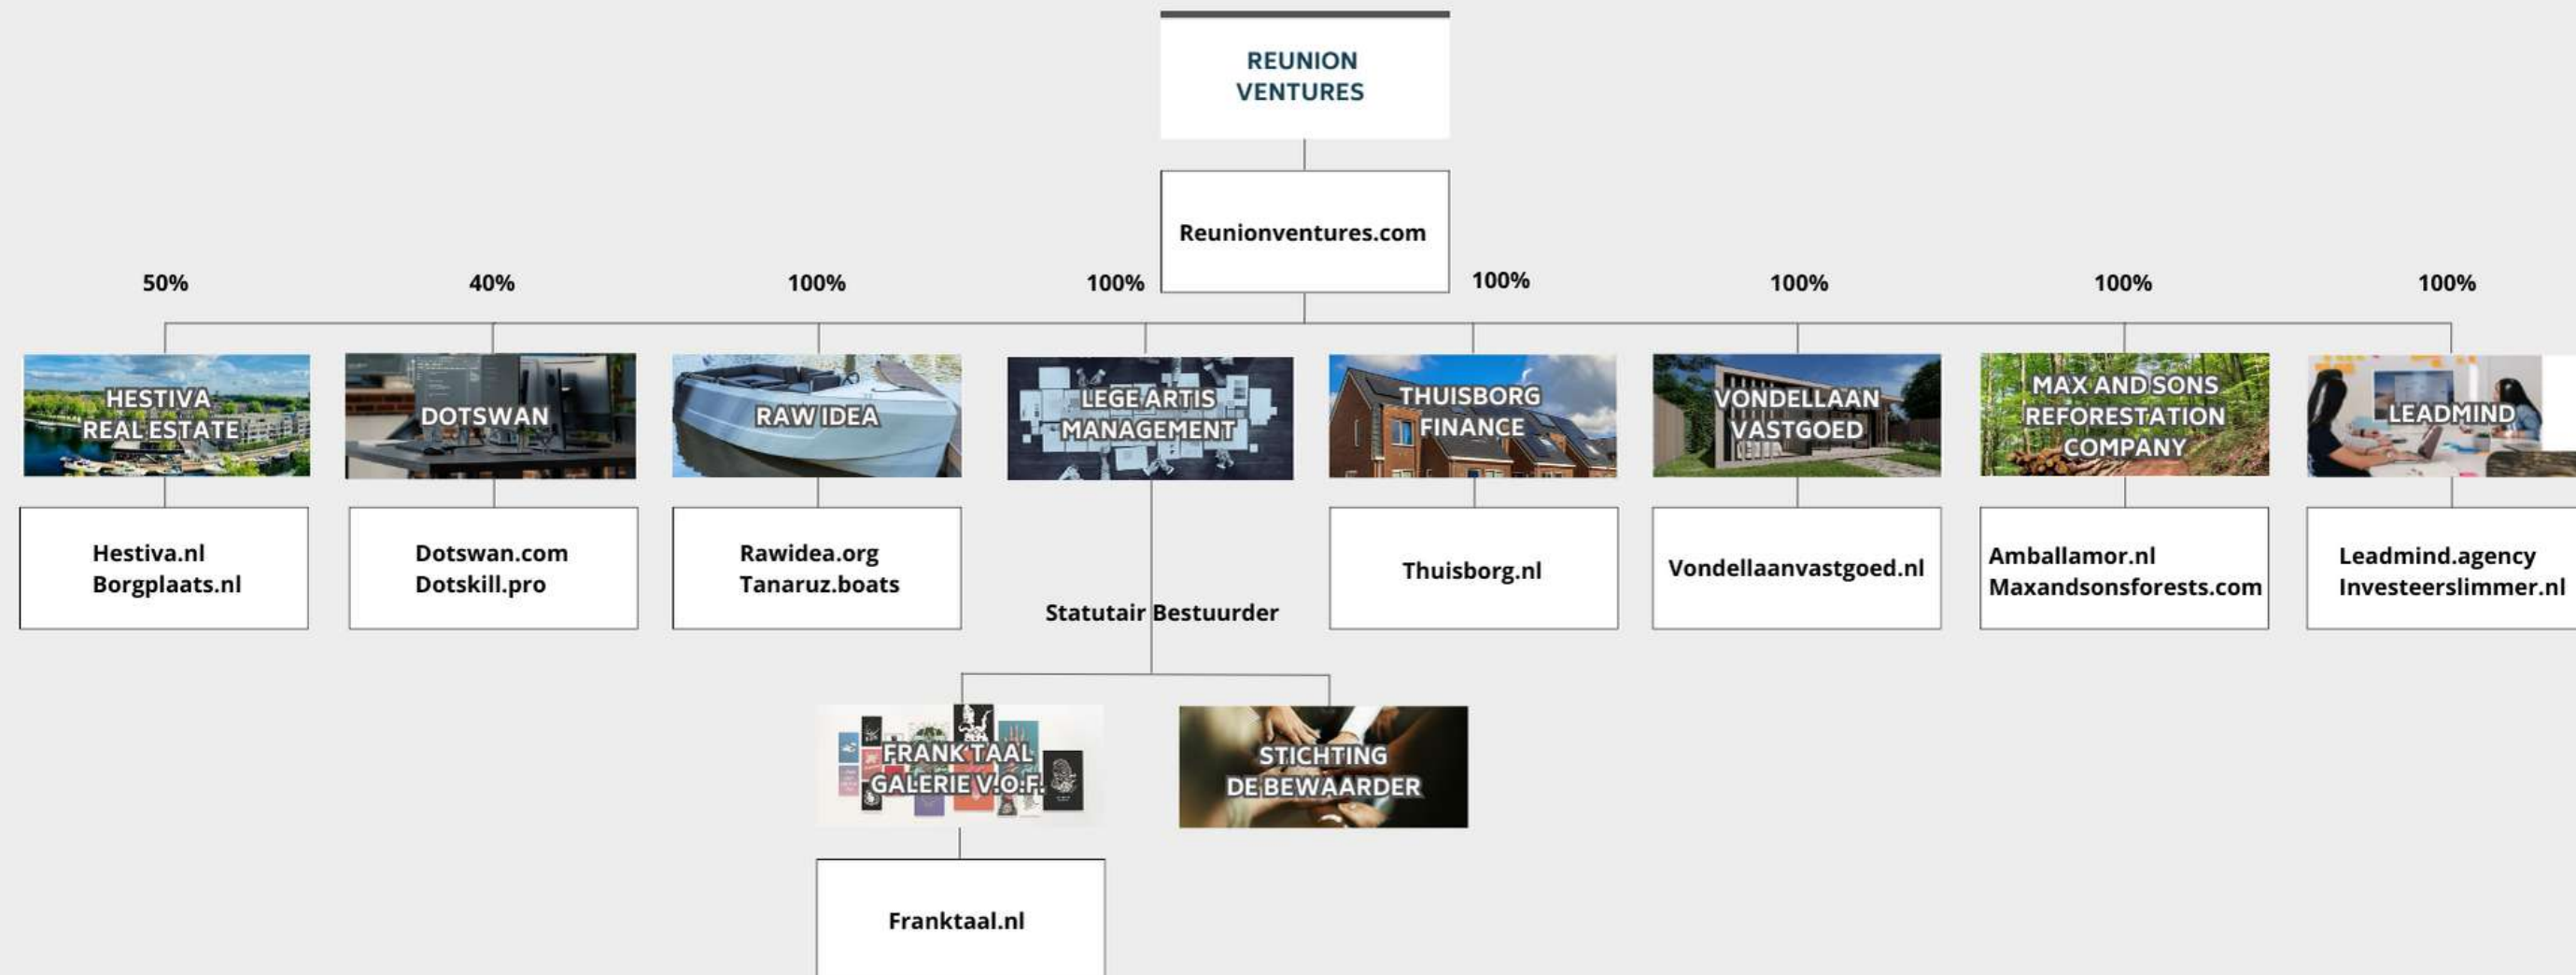 REUNION
VENTURES
Reunionventures.com
50%
40%
100%
100%
100%
100%
100%
100%
HESTIVA
REAL ESTATE
DOTSWAN
RAW IDEA
LEGE ARTIS
MANAGEMENT
THUISBORG
FINANCE
VONDELLAAN
VASTGOED
MAX AND SONS
REFORESTATION
COMPANY
LEADMIND
Hestiva.nl
Borgplaats.nl
Dotswan.com
Dotskill.pro
Rawidea.org
Tanaruz.boats
Thuisborg.nl
Vondellaanvastgoed.nl
Amballamor.nl
Maxandsonsforests.com
Leadmind.agency
Investeerslimmer.nl
Statutair Bestuurder
FRANK TAAL
GALERIE V.O.F.
STICHTING
DE BEWAARDER
Franktaal.nl